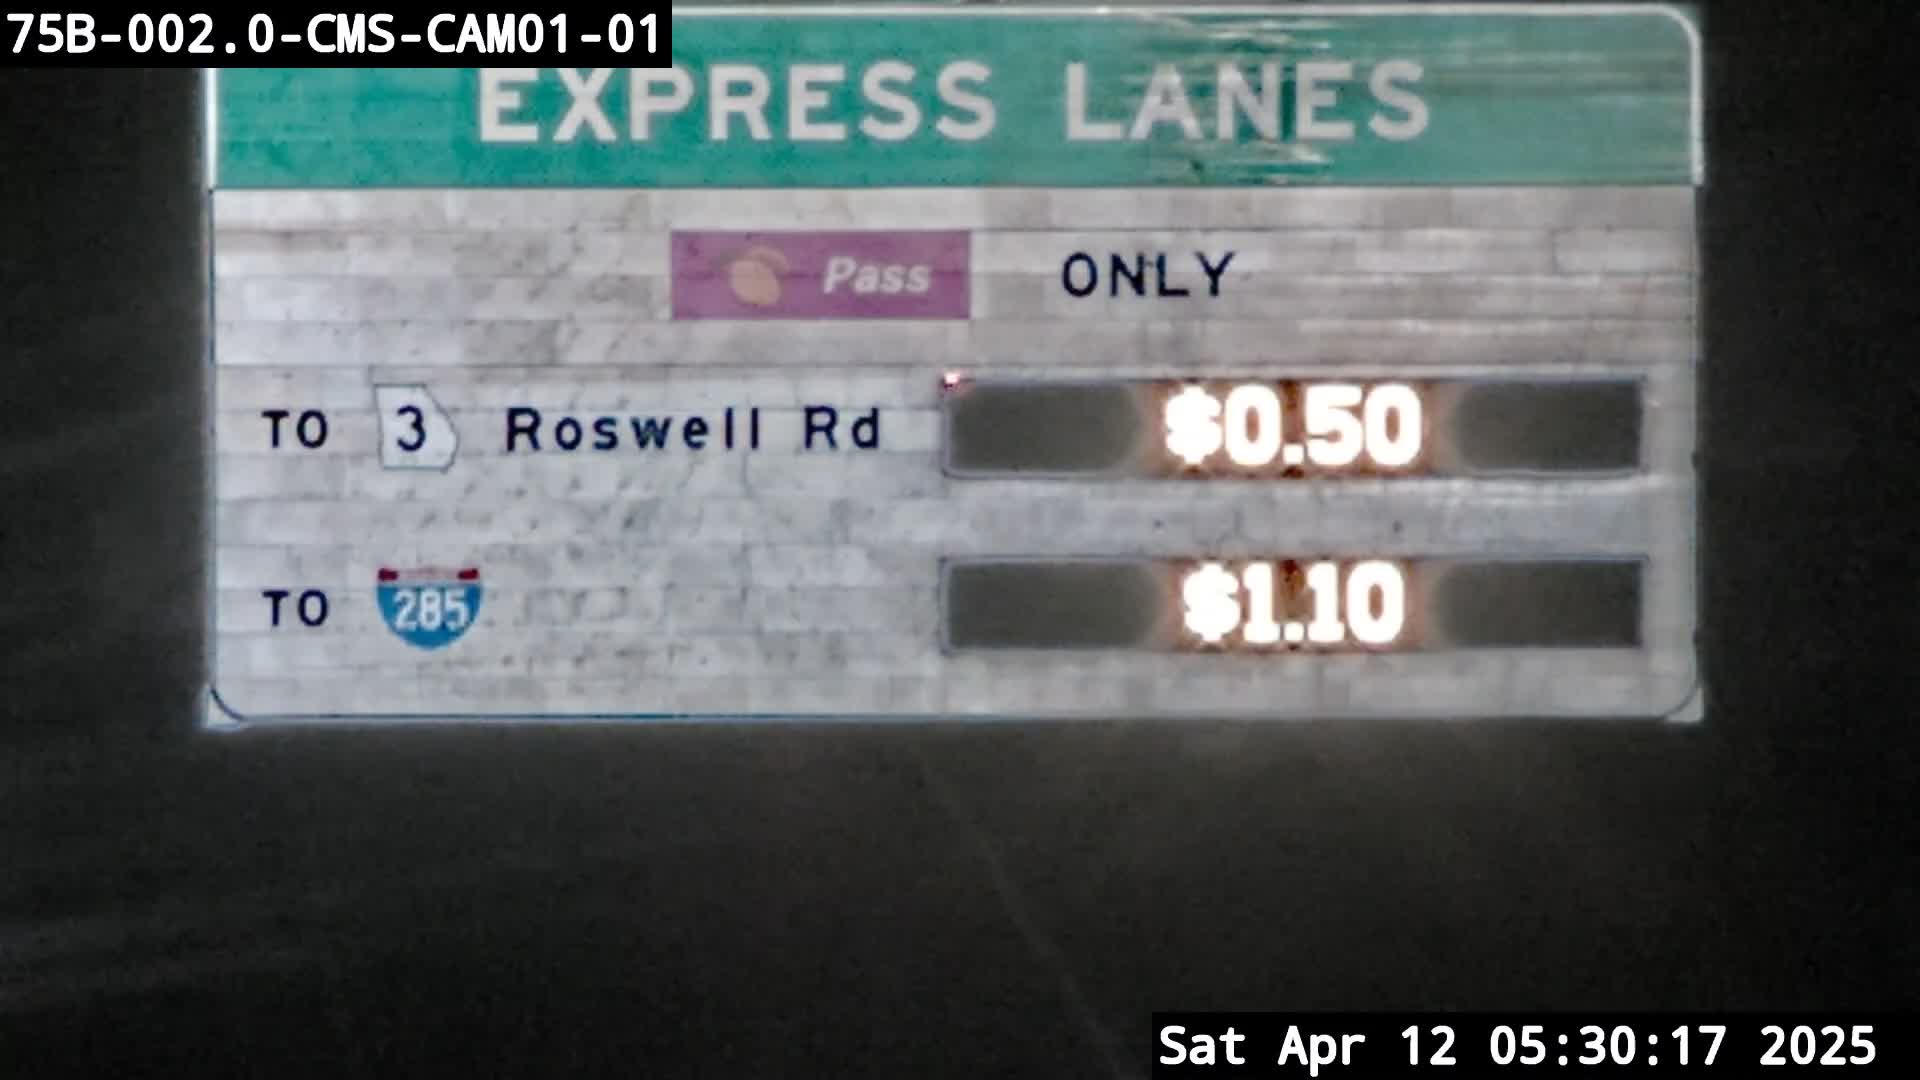 75B-002.0-CMS-CAM01-01
EXPRESS LANES
Pass ONLY
TO 3 Roswell Rd $0.50
TO 285 $1.10
Sat Apr 12 05:30:17 2025